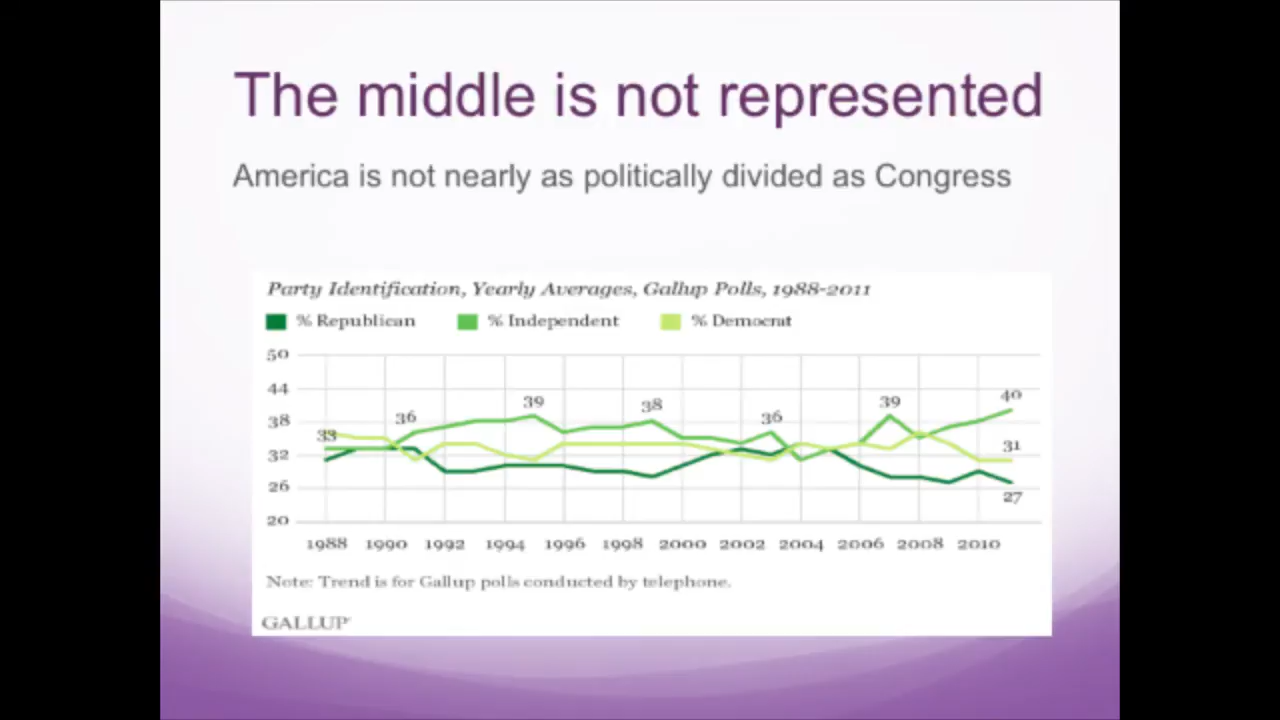 The middle is not represented
America is not nearly as politically divided as Congress
Party Identification, Yearly Averages, Gallup Polls, 1988-2011
% Republican % Independent % Democrat
50
44
38
32
26
20
33 36 39 38 36 39 40
31
27
1988 1990 1992 1994 1996 1998 2000 2002 2004 2006 2008 2010
Note: Trend is for Gallup polls conducted by telephone.
GALLUP